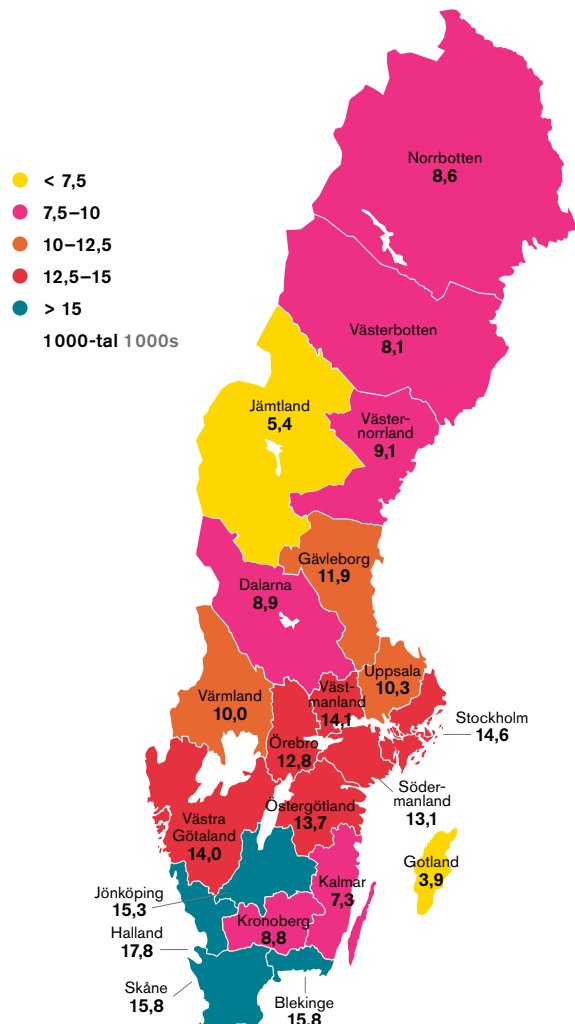 < 7,5
7,5–10
10–12,5
12,5–15
> 15
1000-tal 1000s
Norrbotten
8,6
Västerbotten
8,1
Jämtland
5,4
Väster-
norrland
9,1
Gävleborg
11,9
Dalarna
8,9
Uppsala
10,3
Värmland
10,0
Väst-
manland
14,1
Stockholm
14,6
Örebro
12,8
Söder-
manland
13,1
Östergötland
13,7
Västra
Götaland
14,0
Gotland
3,9
Kalmar
7,3
Jönköping
15,3
Kronoberg
8,8
Halland
17,8
Skåne
15,8
Blekinge
15,8